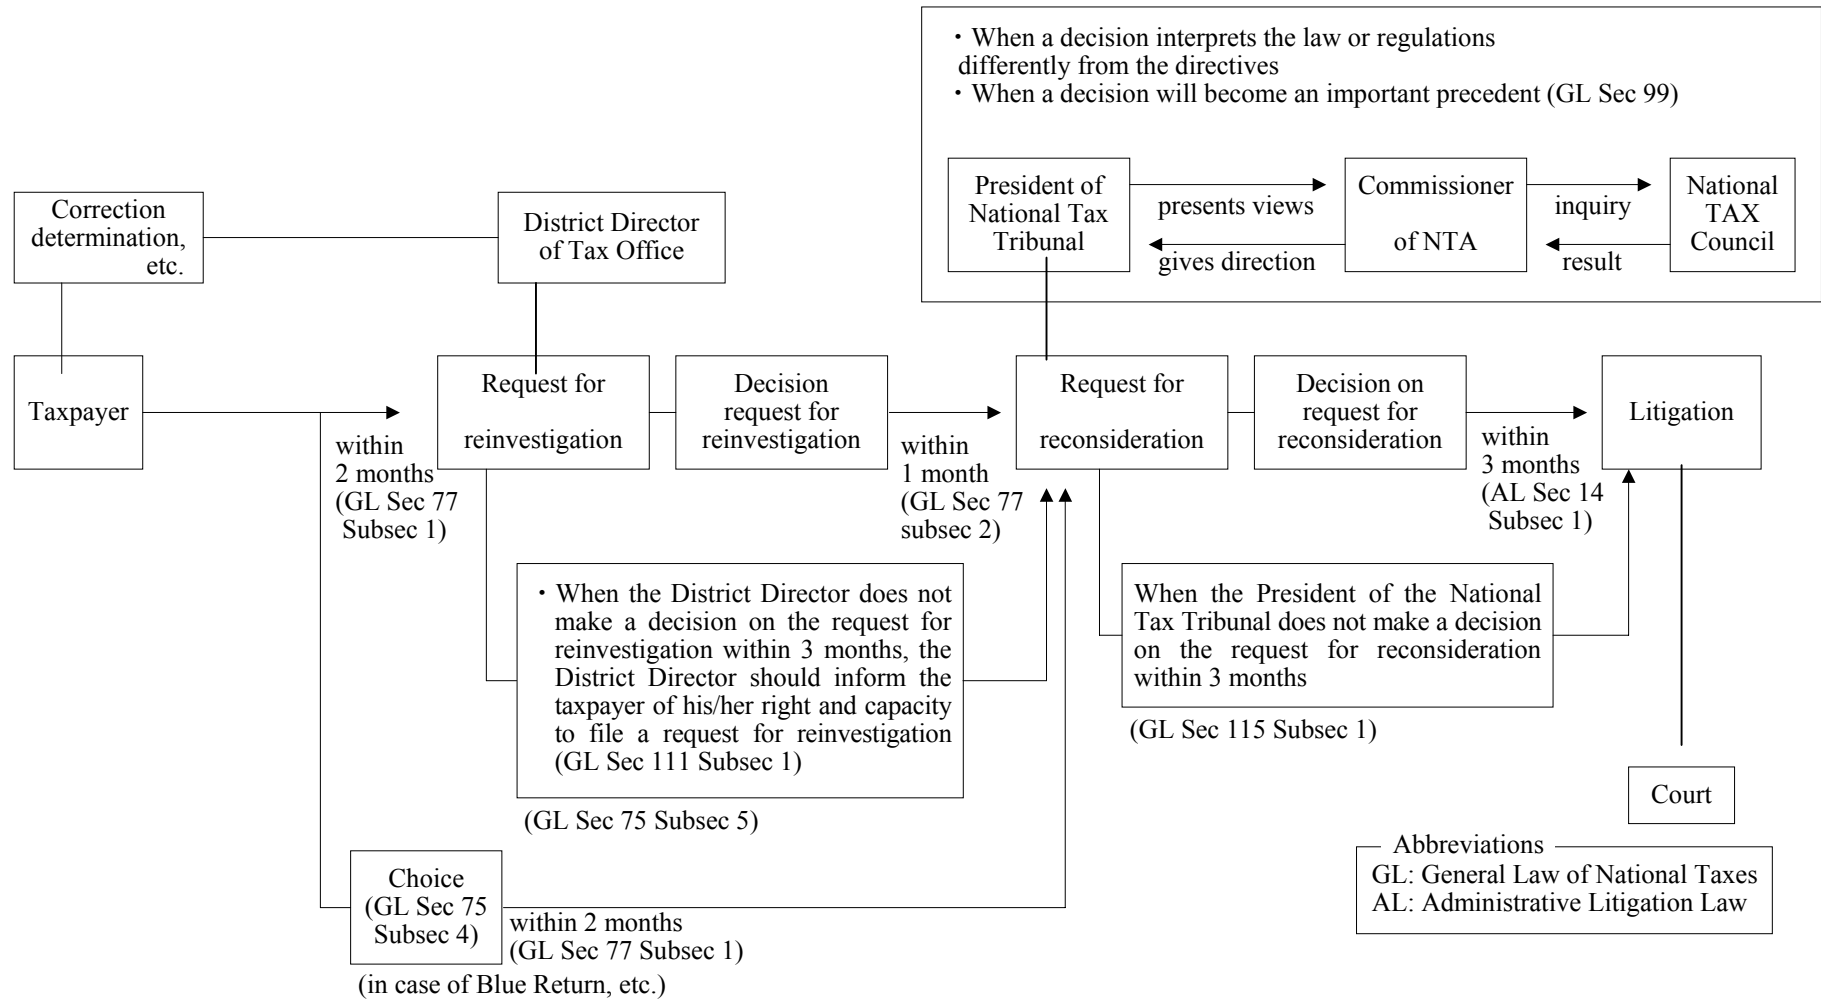 ・When a decision interprets the law or regulations
differently from the directives
・When a decision will become an important precedent (GL Sec 99)
President of
National Tax
Tribunal
presents views
gives direction
Commissioner
of NTA
inquiry
result
National
TAX
Council
Correction
determination,
etc.
District Director
of Tax Office
Taxpayer
within
2 months
(GL Sec 77
Subsec 1)
Request for
reinvestigation
Decision
request for
reinvestigation
within
1 month
(GL Sec 77
subsec 2)
Request for
reconsideration
Decision on
request for
reconsideration
within
3 months
(AL Sec 14
Subsec 1)
Litigation
・When the District Director does not
make a decision on the request for
reinvestigation within 3 months, the
District Director should inform the
taxpayer of his/her right and capacity
to file a request for reinvestigation
(GL Sec 111 Subsec 1)
(GL Sec 75 Subsec 5)
When the President of the National
Tax Tribunal does not make a decision
on the request for reconsideration
within 3 months
(GL Sec 115 Subsec 1)
Court
Choice
(GL Sec 75
Subsec 4)
within 2 months
(GL Sec 77 Subsec 1)
(in case of Blue Return, etc.)
Abbreviations
GL: General Law of National Taxes
AL: Administrative Litigation Law